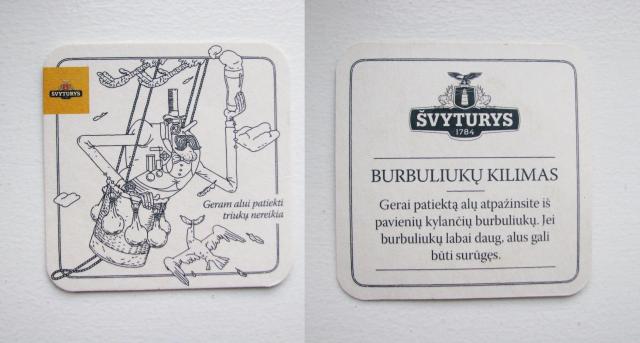 ŠVYTURYS
Geram alui patiekti
triukų nereikia
ŠVYTURYS
1784
BURBULIUKŲ KILIMAS
Gerai patiektą alų atpažinsite iš
pavienių kylančių burbuliukų. Jei
burbuliukų labai daug, alus gali
būti surūgęs.